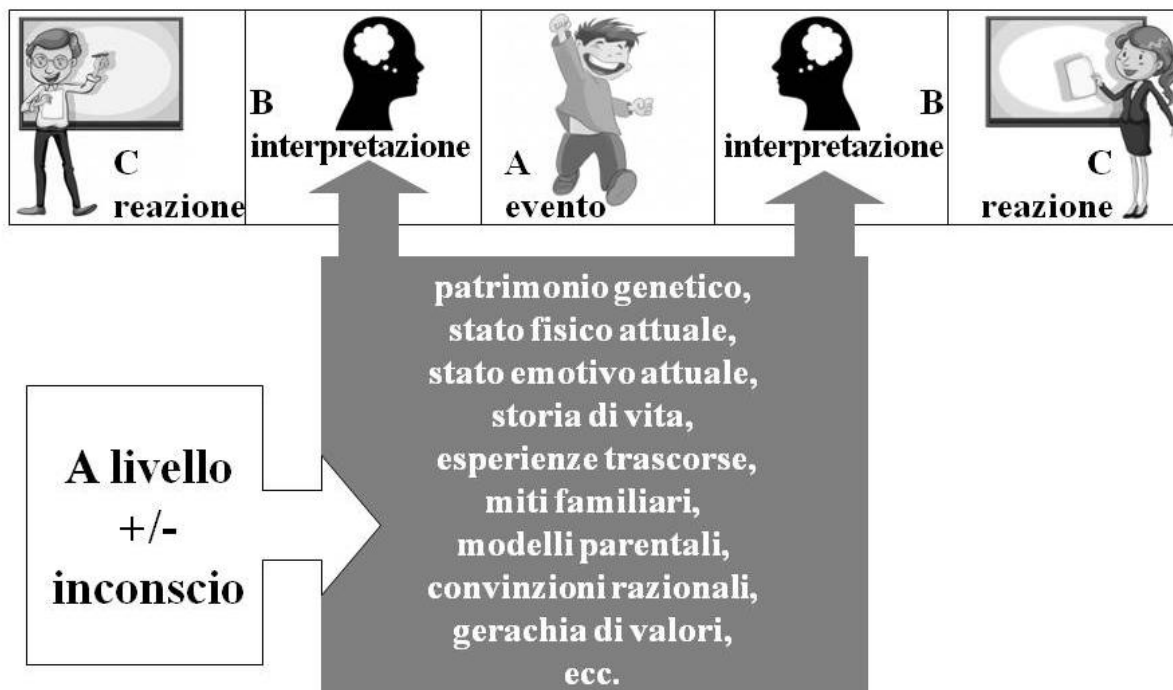 C
reazione
B
interpretazione
A
evento
B
interpretazione
C
reazione
patrimonio genetico,
stato fisico attuale,
stato emotivo attuale,
storia di vita,
esperienze trascorse,
miti familiari,
modelli parentali,
convinzioni razionali,
gerachia di valori,
ecc.
A livello
+/-
inconscio